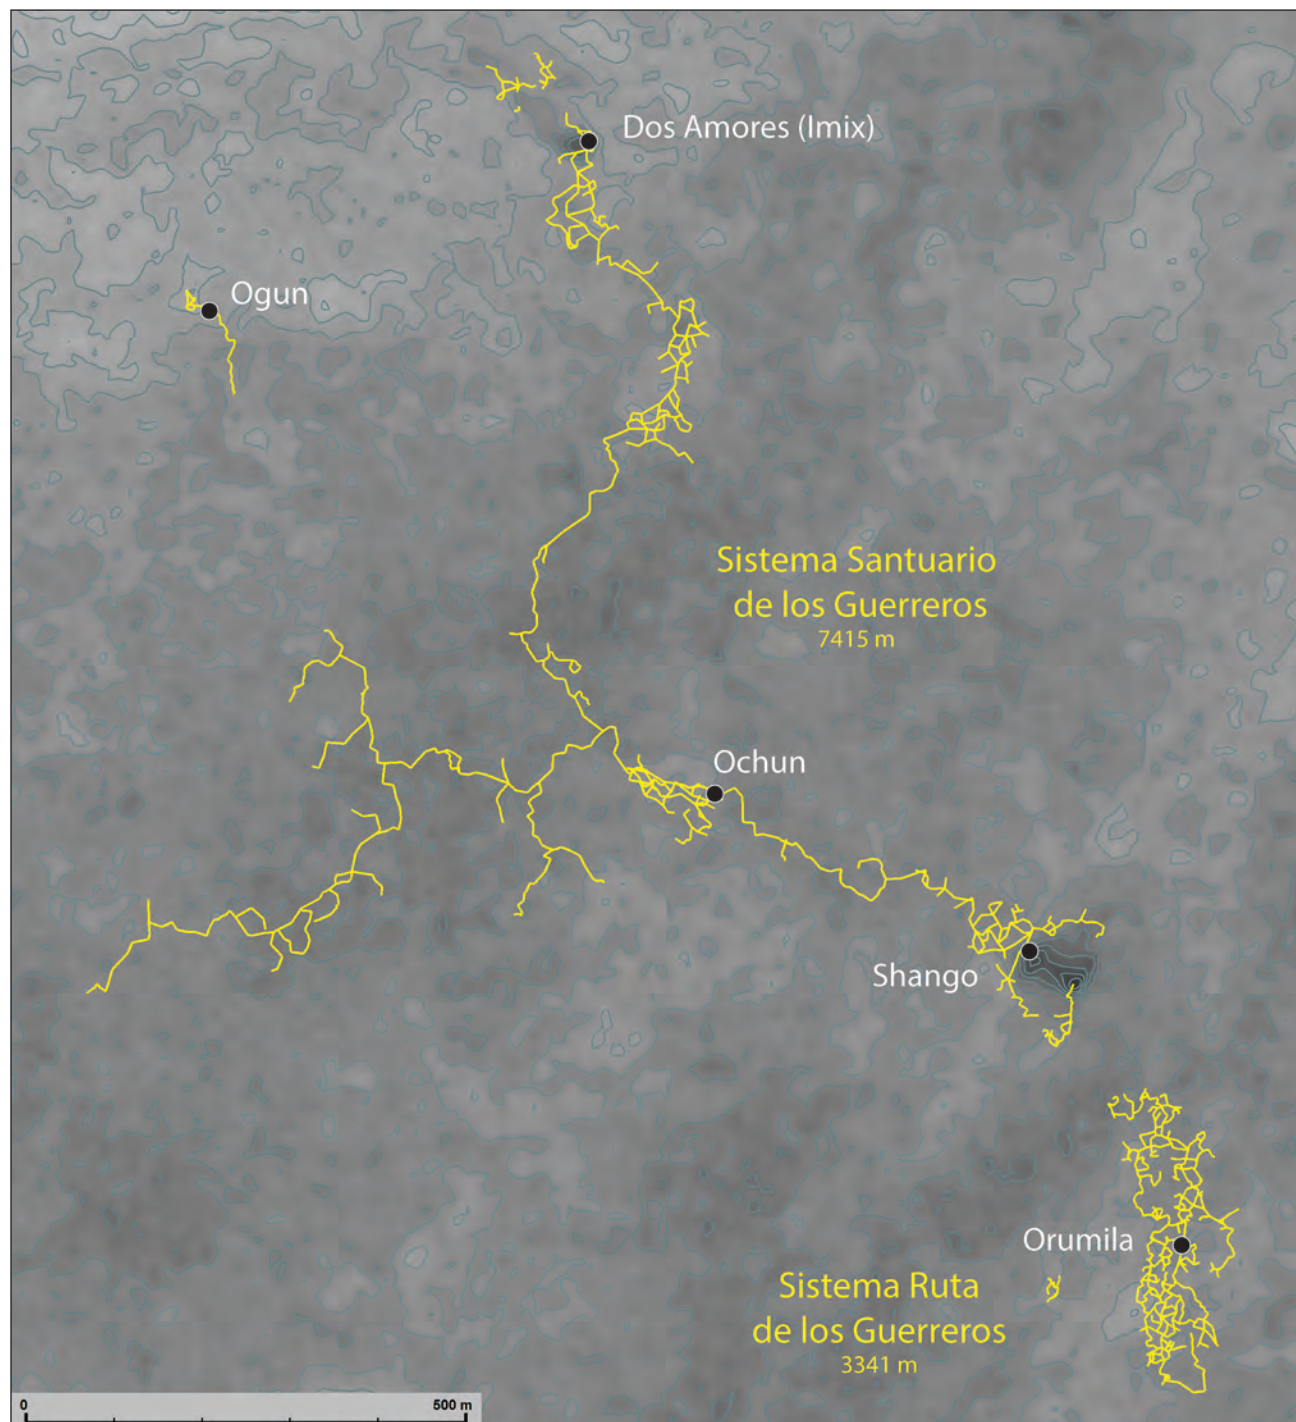 Dos Amores (Imix)
Ogun
Sistema Santuario
de los Guerreros
7415 m
Ochun
Shango
Orumila
Sistema Ruta
de los Guerreros
3341 m
0 500 m